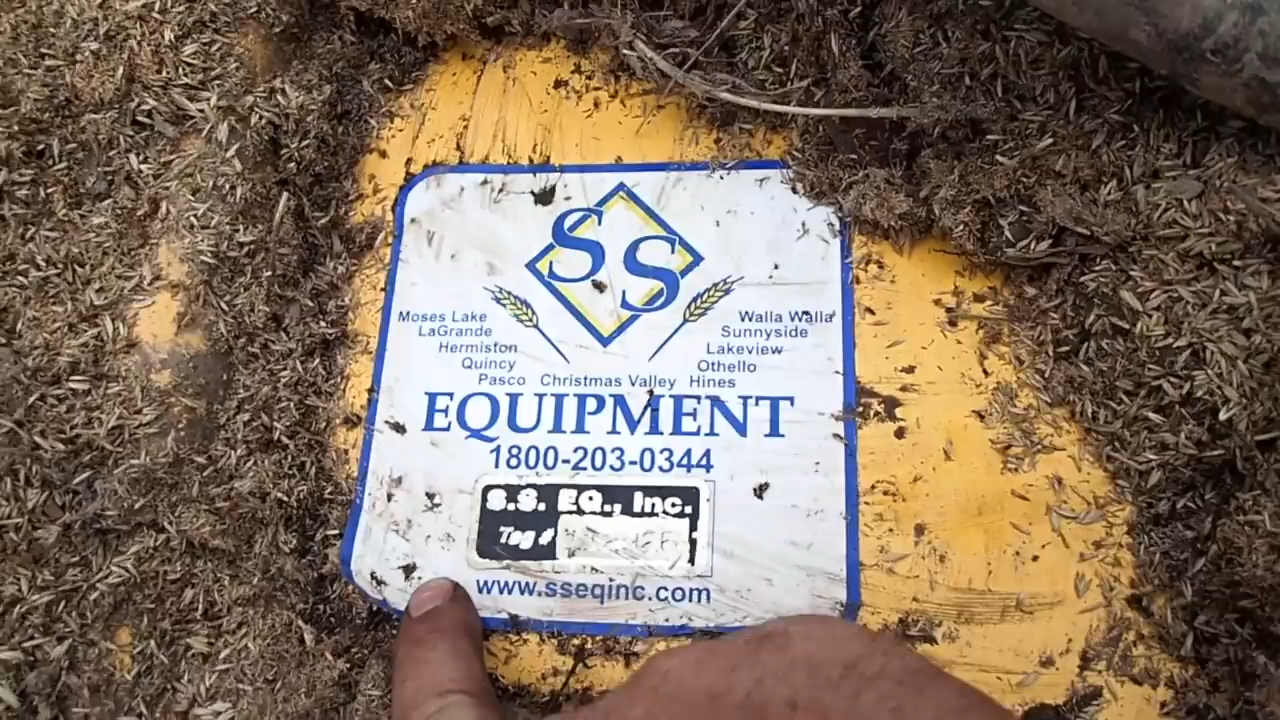 SS
Moses Lake
LaGrande
Hermiston
Quincy
Pasco
Walla Walla
Sunnyside
Lakeview
Othello
Hines
Christmas Valley
EQUIPMENT
1800-203-0344
S.S. EQ., Inc.
Tag #
www.sseqinc.com